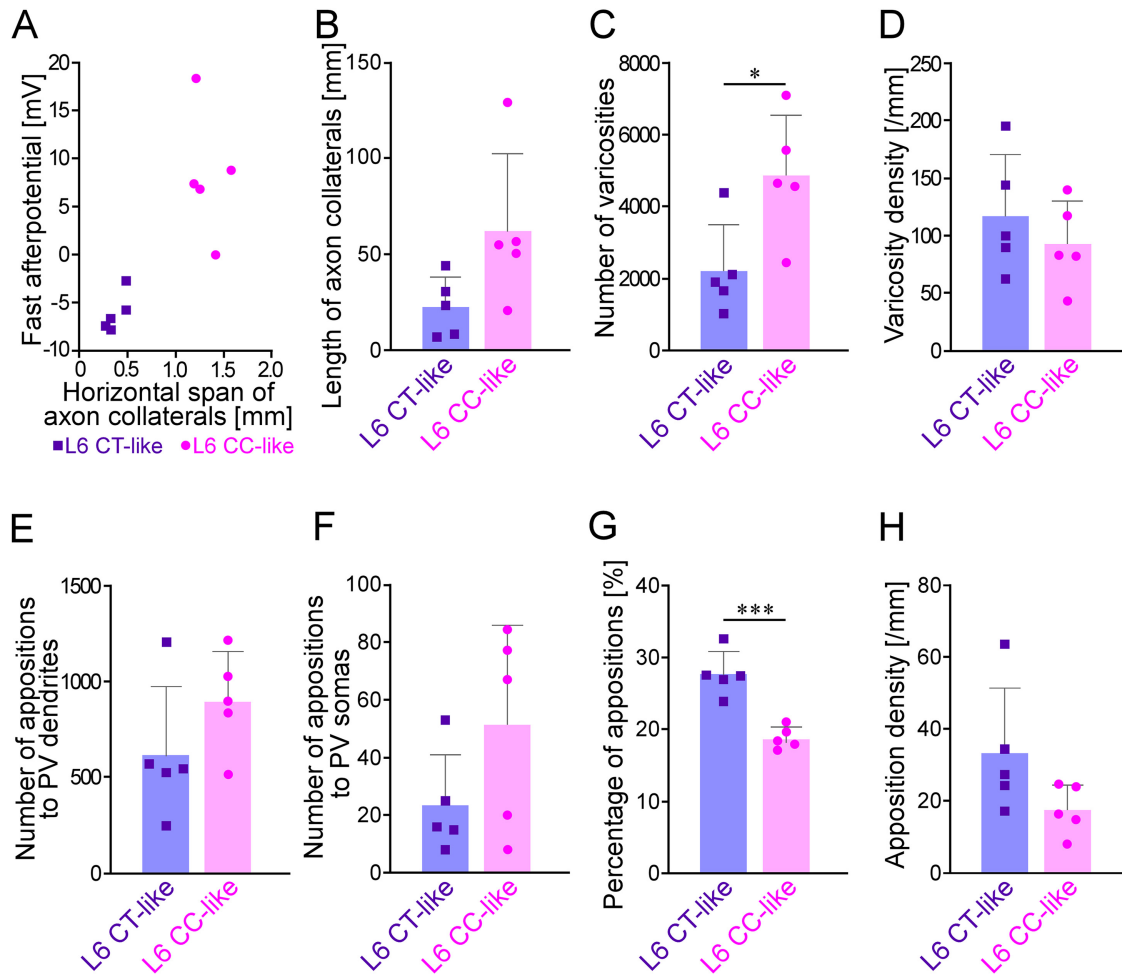 A
Fast afterpotential [mV]
20
15
10
5
0
−5
−10
0
0.5
1.0
1.5
2.0
Horizontal span of
axon collaterals [mm]
L6 CT-like
L6 CC-like
B
Length of axon collaterals [mm]
150
100
50
0
L6 CT-like
L6 CC-like
C
Number of varicosities
8000
6000
4000
2000
0
*
L6 CT-like
L6 CC-like
D
Varicosity density [/mm]
250
200
150
100
50
0
L6 CT-like
L6 CC-like
E
Number of appositions
to PV dendrites
1500
1000
500
0
L6 CT-like
L6 CC-like
F
Number of appositions
to PV somas
100
80
60
40
20
0
L6 CT-like
L6 CC-like
G
Percentage of appositions [%]
40
30
20
10
0
***
L6 CT-like
L6 CC-like
H
Apposition density [/mm]
80
60
40
20
0
L6 CT-like
L6 CC-like